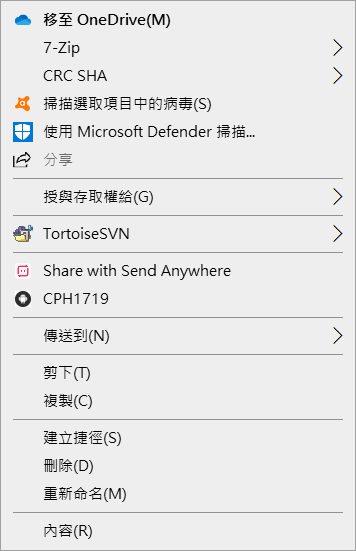 移至 OneDrive(M)
7-Zip
CRC SHA
掃描選取項目中的病毒(S)
使用 Microsoft Defender 掃描...
分享
授與存取權給(G)
TortoiseSVN
Share with Send Anywhere
CPH1719
傳送到(N)
剪下(T)
複製(C)
建立捷徑(S)
刪除(D)
重新命名(M)
內容(R)